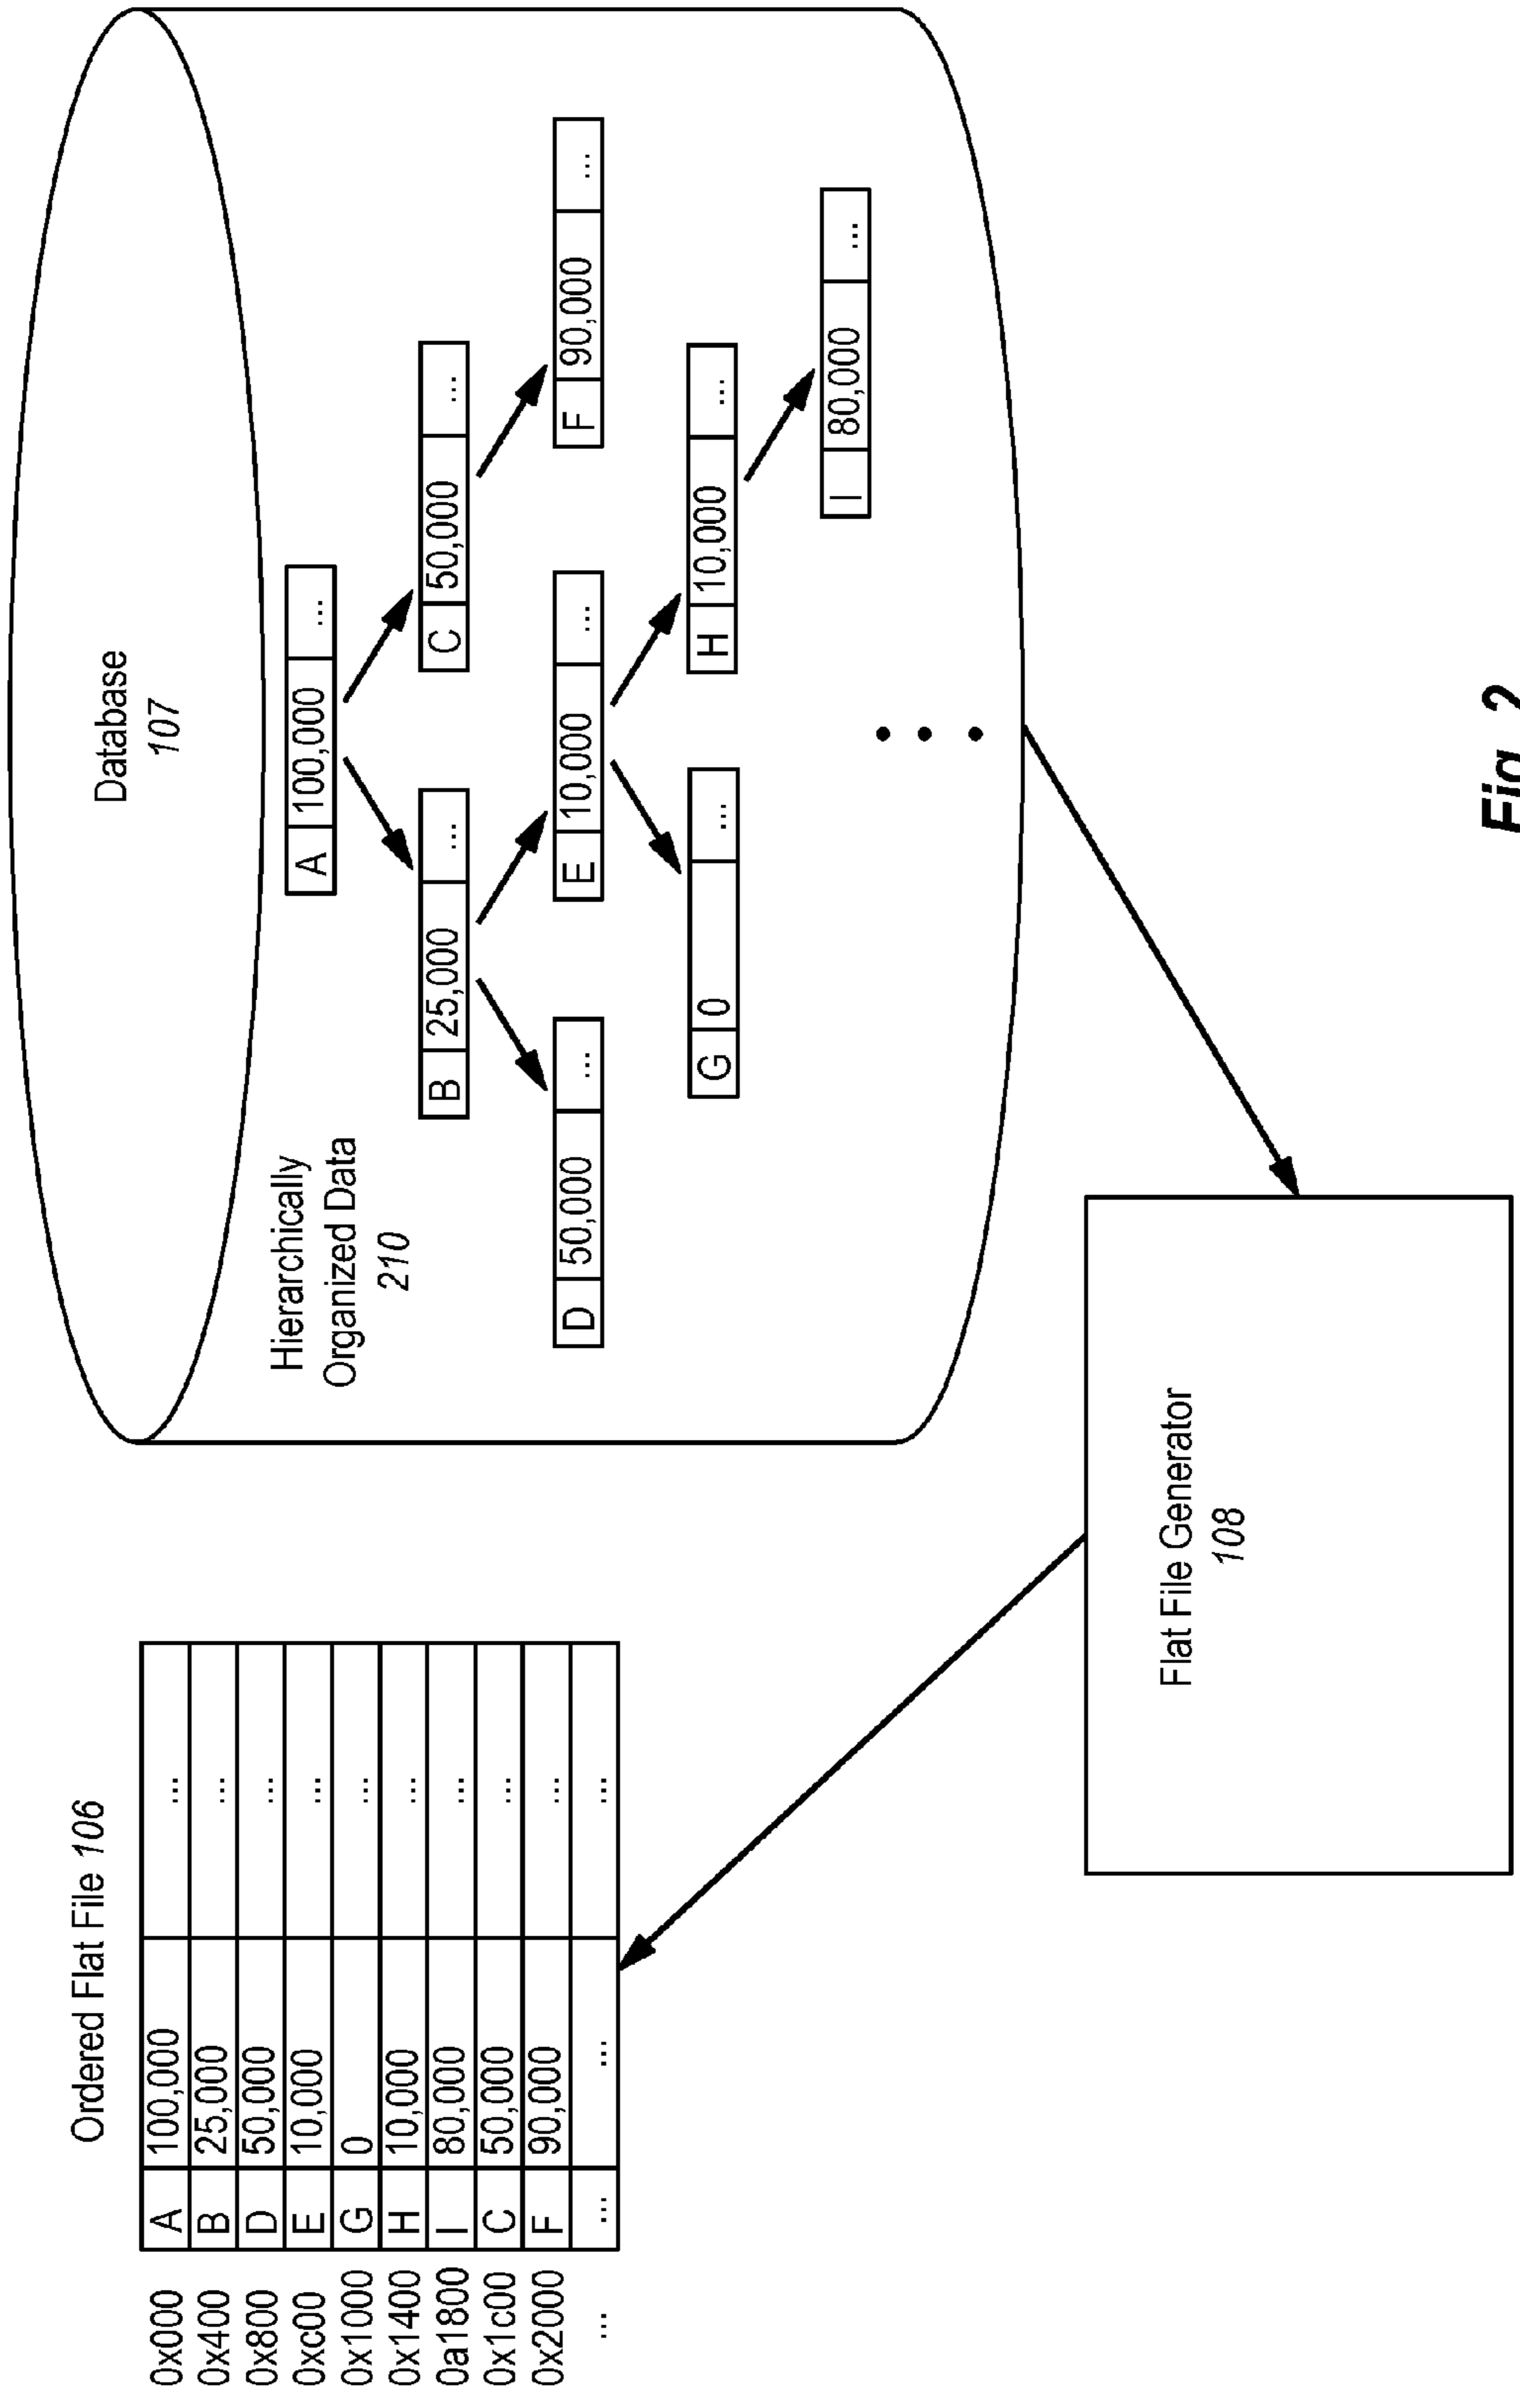 Ordered Flat File 106
0x000 A 100,000 ...
0x400 B 25,000 ...
0x800 D 50,000 ...
0xc00 E 10,000 ...
0x1000 G 0 ...
0x1400 H 10,000 ...
0a1800 I 80,000 ...
0x1c00 C 50,000 ...
0x2000 F 90,000 ...
... ... ... ...
Database
107
Hierarchically
Organized Data
210
A 100,000 ...
B 25,000 ...
C 50,000 ...
D 50,000 ...
E 10,000 ...
F 90,000 ...
G 0 ...
H 10,000 ...
I 80,000 ...
Flat File Generator
108
Fig. 2